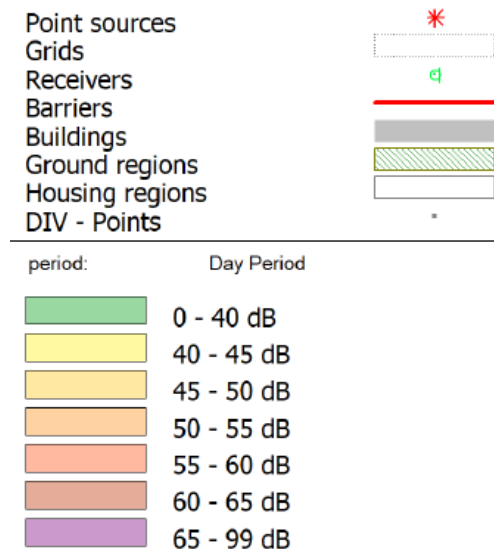 Point sources
Grids
Receivers
Barriers
Buildings
Ground regions
Housing regions
DIV - Points
period: Day Period
0 - 40 dB
40 - 45 dB
45 - 50 dB
50 - 55 dB
55 - 60 dB
60 - 65 dB
65 - 99 dB